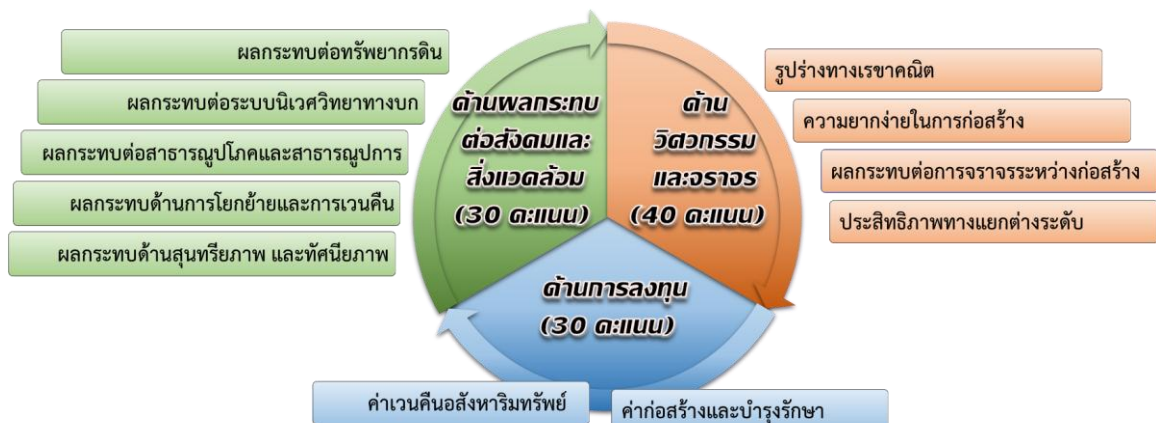 ผลกระทบต่อทรัพยากรดิน
ผลกระทบต่อระบบนิเวศวิทยาทางบก
ผลกระทบต่อสาธารณูปโภคและสาธารณูปการ
ผลกระทบด้านการโยกย้ายและการเวนคืน
ผลกระทบด้านสุนทรียภาพ และทัศนียภาพ
ด้านผลกระทบ
ต่อสังคมและ
สิ่งแวดล้อม
(30 คะแนน)
ด้าน
วิศวกรรม
และจราจร
(40 คะแนน)
รูปร่างทางเรขาคณิต
ความยากง่ายในการก่อสร้าง
ผลกระทบต่อการจราจรระหว่างก่อสร้าง
ประสิทธิภาพทางแยกต่างระดับ
ด้านการลงทุน
(30 คะแนน)
ค่าเวนคืนอสังหาริมทรัพย์
ค่าก่อสร้างและบำรุงรักษา